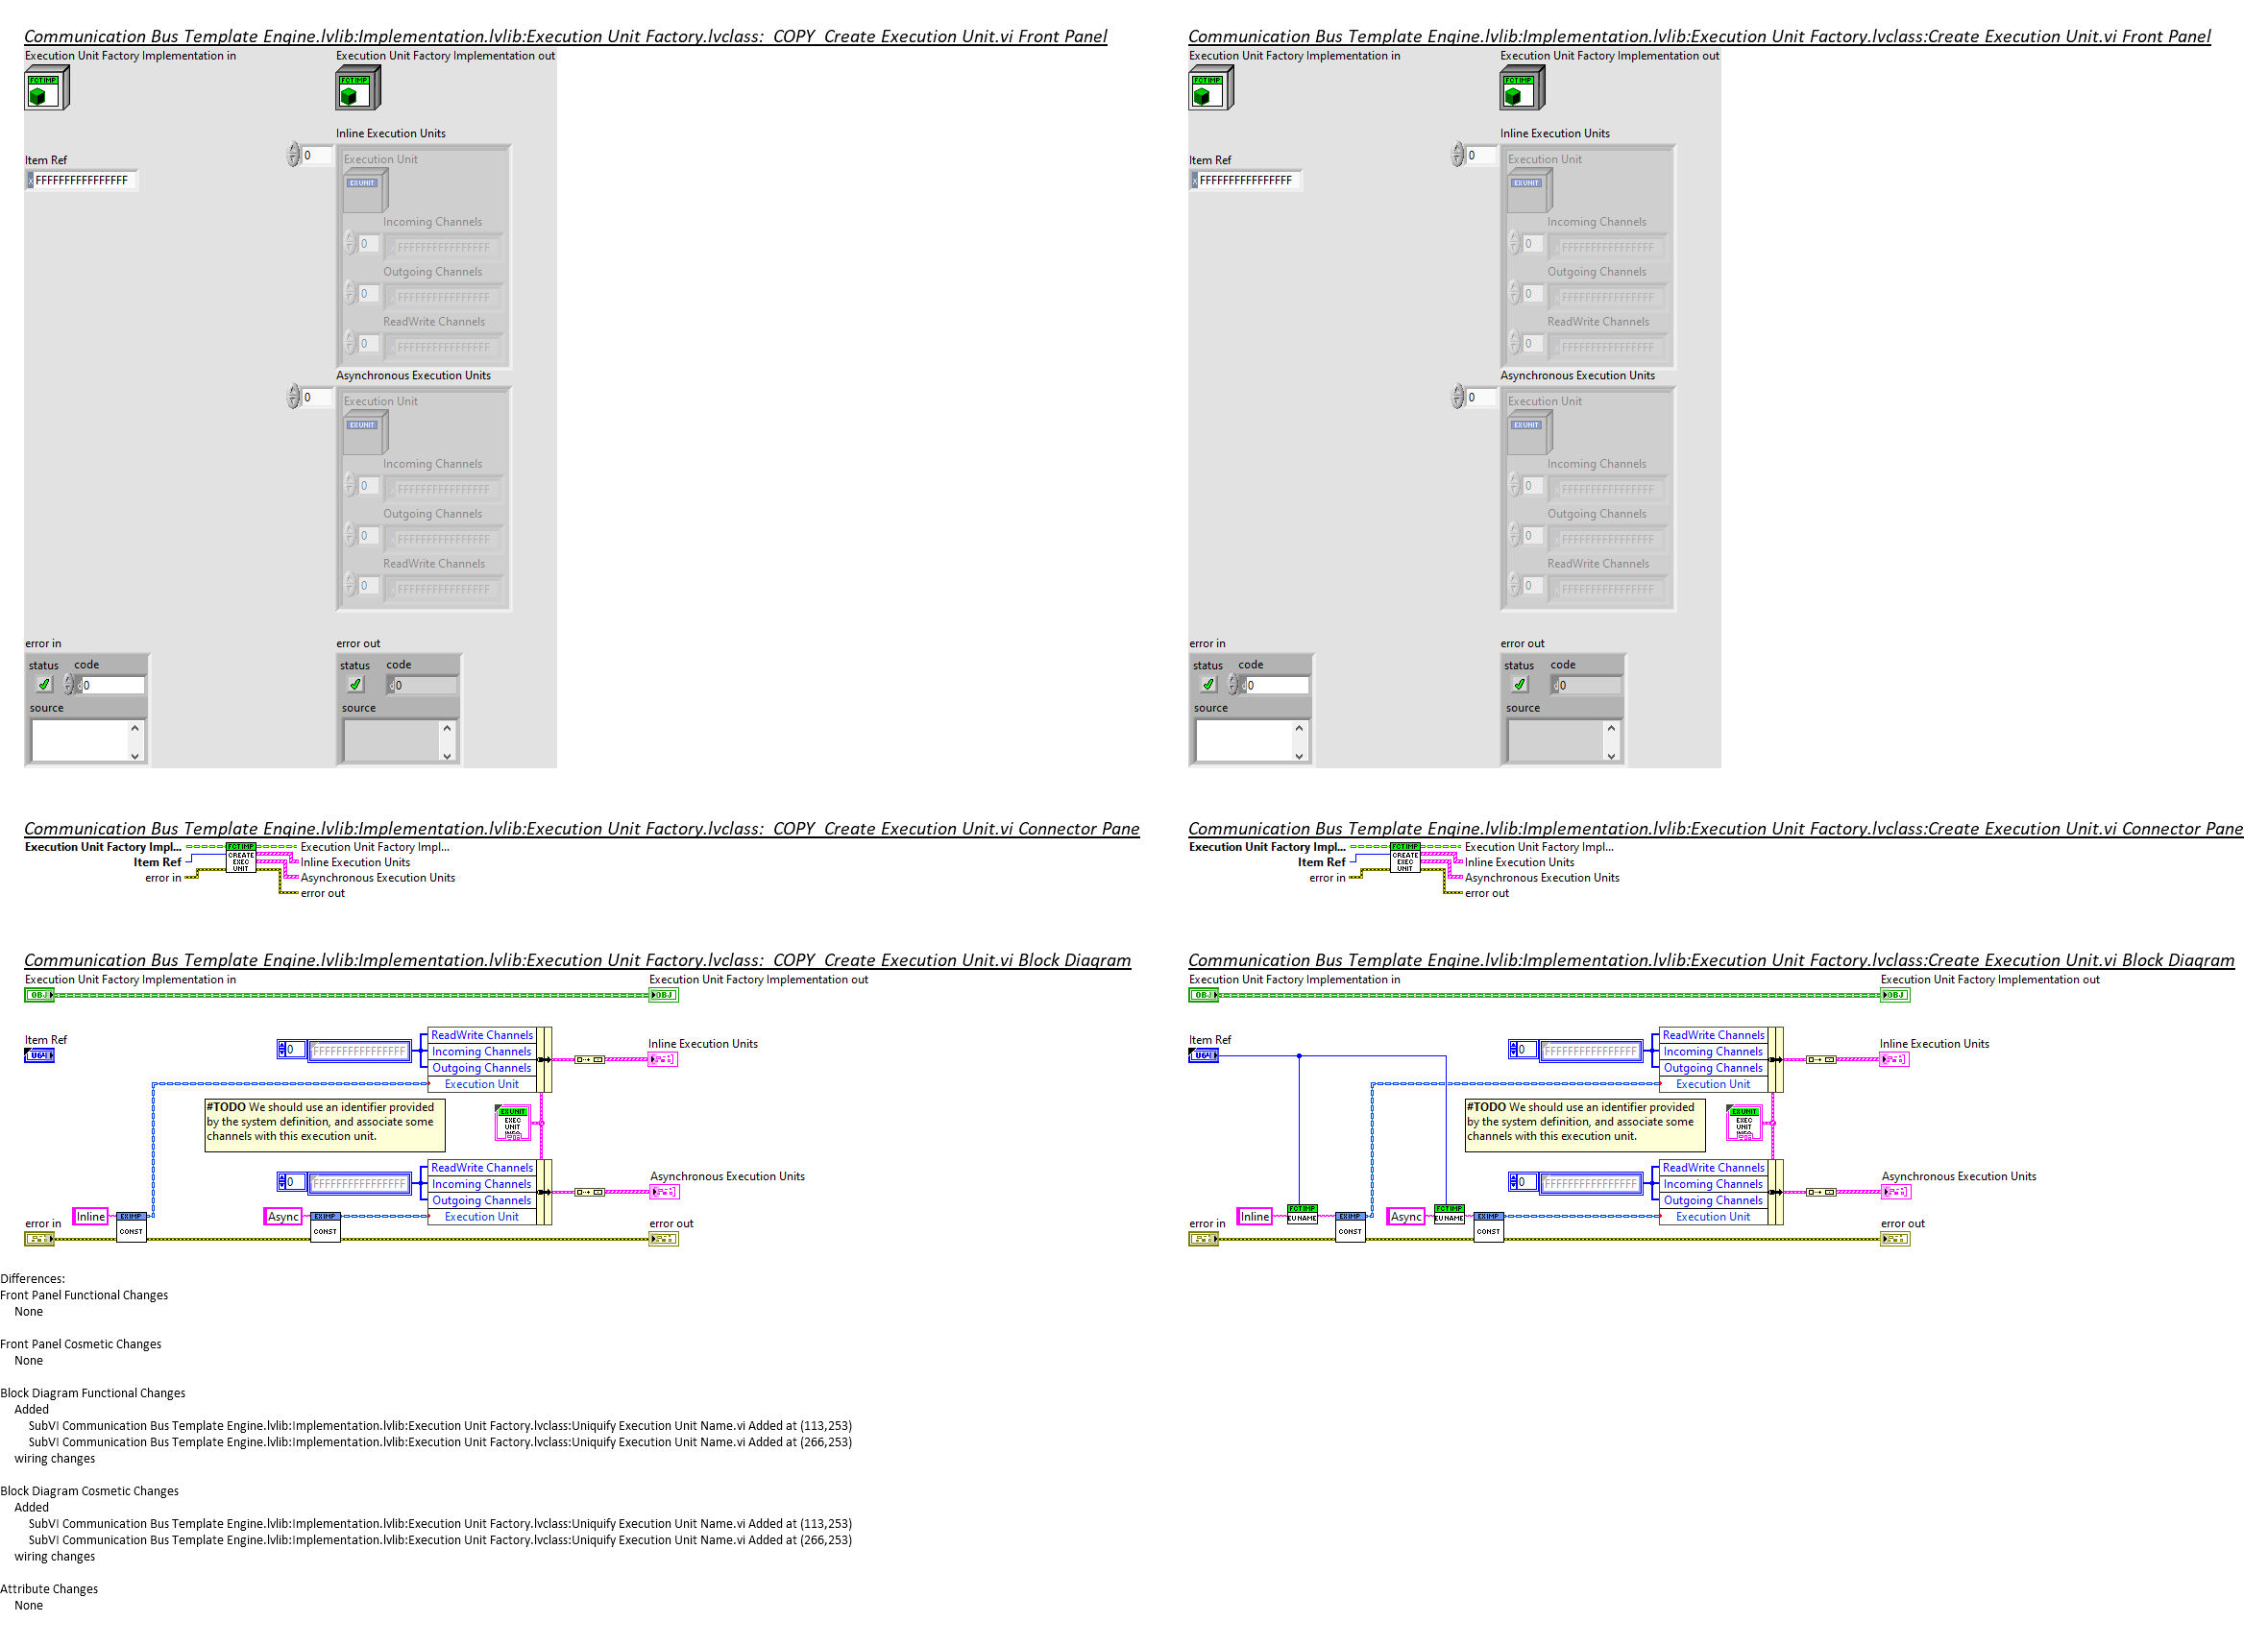 Communication Bus Template Engine.lvlib:Implementation.lvlib:Execution Unit Factory.lvclass:_COPY_Create Execution Unit.vi Front Panel
Execution Unit Factory Implementation in
Execution Unit Factory Implementation out
FCTIMP
FCTIMP
Inline Execution Units
0
Execution Unit
EXUNIT
Item Ref
x FFFFFFFFFFFFFFFF
Incoming Channels
0
FFFFFFFFFFFFFFFF
Outgoing Channels
0
FFFFFFFFFFFFFFFF
ReadWrite Channels
0
FFFFFFFFFFFFFFFF
Asynchronous Execution Units
0
Execution Unit
EXUNIT
Incoming Channels
0
FFFFFFFFFFFFFFFF
Outgoing Channels
0
FFFFFFFFFFFFFFFF
ReadWrite Channels
0
FFFFFFFFFFFFFFFF
error in
status code
d 0
source
error out
status code
d 0
source
Communication Bus Template Engine.lvlib:Implementation.lvlib:Execution Unit Factory.lvclass:Create Execution Unit.vi Front Panel
Execution Unit Factory Implementation in
Execution Unit Factory Implementation out
FCTIMP
FCTIMP
Inline Execution Units
0
Execution Unit
EXUNIT
Item Ref
x FFFFFFFFFFFFFFFF
Incoming Channels
0
FFFFFFFFFFFFFFFF
Outgoing Channels
0
FFFFFFFFFFFFFFFF
ReadWrite Channels
0
FFFFFFFFFFFFFFFF
Asynchronous Execution Units
0
Execution Unit
EXUNIT
Incoming Channels
0
FFFFFFFFFFFFFFFF
Outgoing Channels
0
FFFFFFFFFFFFFFFF
ReadWrite Channels
0
FFFFFFFFFFFFFFFF
error in
status code
d 0
source
error out
status code
d 0
source
Communication Bus Template Engine.lvlib:Implementation.lvlib:Execution Unit Factory.lvclass:_COPY_Create Execution Unit.vi Connector Pane
Execution Unit Factory Impl...
Item Ref
error in
FCTIMP
CREATE
EXEC
UNIT
Execution Unit Factory Impl...
Inline Execution Units
Asynchronous Execution Units
error out
Communication Bus Template Engine.lvlib:Implementation.lvlib:Execution Unit Factory.lvclass:Create Execution Unit.vi Connector Pane
Execution Unit Factory Impl...
Item Ref
error in
FCTIMP
CREATE
EXEC
UNIT
Execution Unit Factory Impl...
Inline Execution Units
Asynchronous Execution Units
error out
Communication Bus Template Engine.lvlib:Implementation.lvlib:Execution Unit Factory.lvclass:_COPY_Create Execution Unit.vi Block Diagram
Execution Unit Factory Implementation in
OBJ
Execution Unit Factory Implementation out
OBJ
Item Ref
U64
0
FFFFFFFFFFFFFFFF
ReadWrite Channels
Incoming Channels
Outgoing Channels
Execution Unit
Inline Execution Units
#TODO We should use an identifier provided
by the system definition, and associate some
channels with this execution unit.
EXUNIT
EXEC
UNIT
INFO
0
FFFFFFFFFFFFFFFF
ReadWrite Channels
Incoming Channels
Outgoing Channels
Execution Unit
Asynchronous Execution Units
error in
Inline
EXIMP
CONST
Async
EXIMP
CONST
error out
Communication Bus Template Engine.lvlib:Implementation.lvlib:Execution Unit Factory.lvclass:Create Execution Unit.vi Block Diagram
Execution Unit Factory Implementation in
OBJ
Execution Unit Factory Implementation out
OBJ
Item Ref
U64
0
FFFFFFFFFFFFFFFF
ReadWrite Channels
Incoming Channels
Outgoing Channels
Execution Unit
Inline Execution Units
#TODO We should use an identifier provided
by the system definition, and associate some
channels with this execution unit.
EXUNIT
EXEC
UNIT
INFO
0
FFFFFFFFFFFFFFFF
ReadWrite Channels
Incoming Channels
Outgoing Channels
Execution Unit
Asynchronous Execution Units
error in
Inline
FCTIMP
EU NAME
EXIMP
CONST
Async
FCTIMP
EU NAME
EXIMP
CONST
error out
Differences:
Front Panel Functional Changes
None
Front Panel Cosmetic Changes
None
Block Diagram Functional Changes
Added
SubVI Communication Bus Template Engine.lvlib:Implementation.lvlib:Execution Unit Factory.lvclass:Uniquify Execution Unit Name.vi Added at (113,253)
SubVI Communication Bus Template Engine.lvlib:Implementation.lvlib:Execution Unit Factory.lvclass:Uniquify Execution Unit Name.vi Added at (266,253)
wiring changes
Block Diagram Cosmetic Changes
Added
SubVI Communication Bus Template Engine.lvlib:Implementation.lvlib:Execution Unit Factory.lvclass:Uniquify Execution Unit Name.vi Added at (113,253)
SubVI Communication Bus Template Engine.lvlib:Implementation.lvlib:Execution Unit Factory.lvclass:Uniquify Execution Unit Name.vi Added at (266,253)
wiring changes
Attribute Changes
None